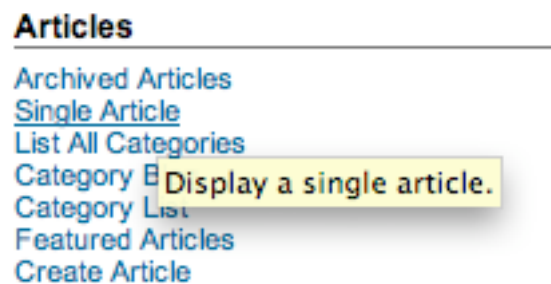 Articles
Archived Articles
Single Article
List All Categories
Category
Display a single article.
Category List
Featured Articles
Create Article